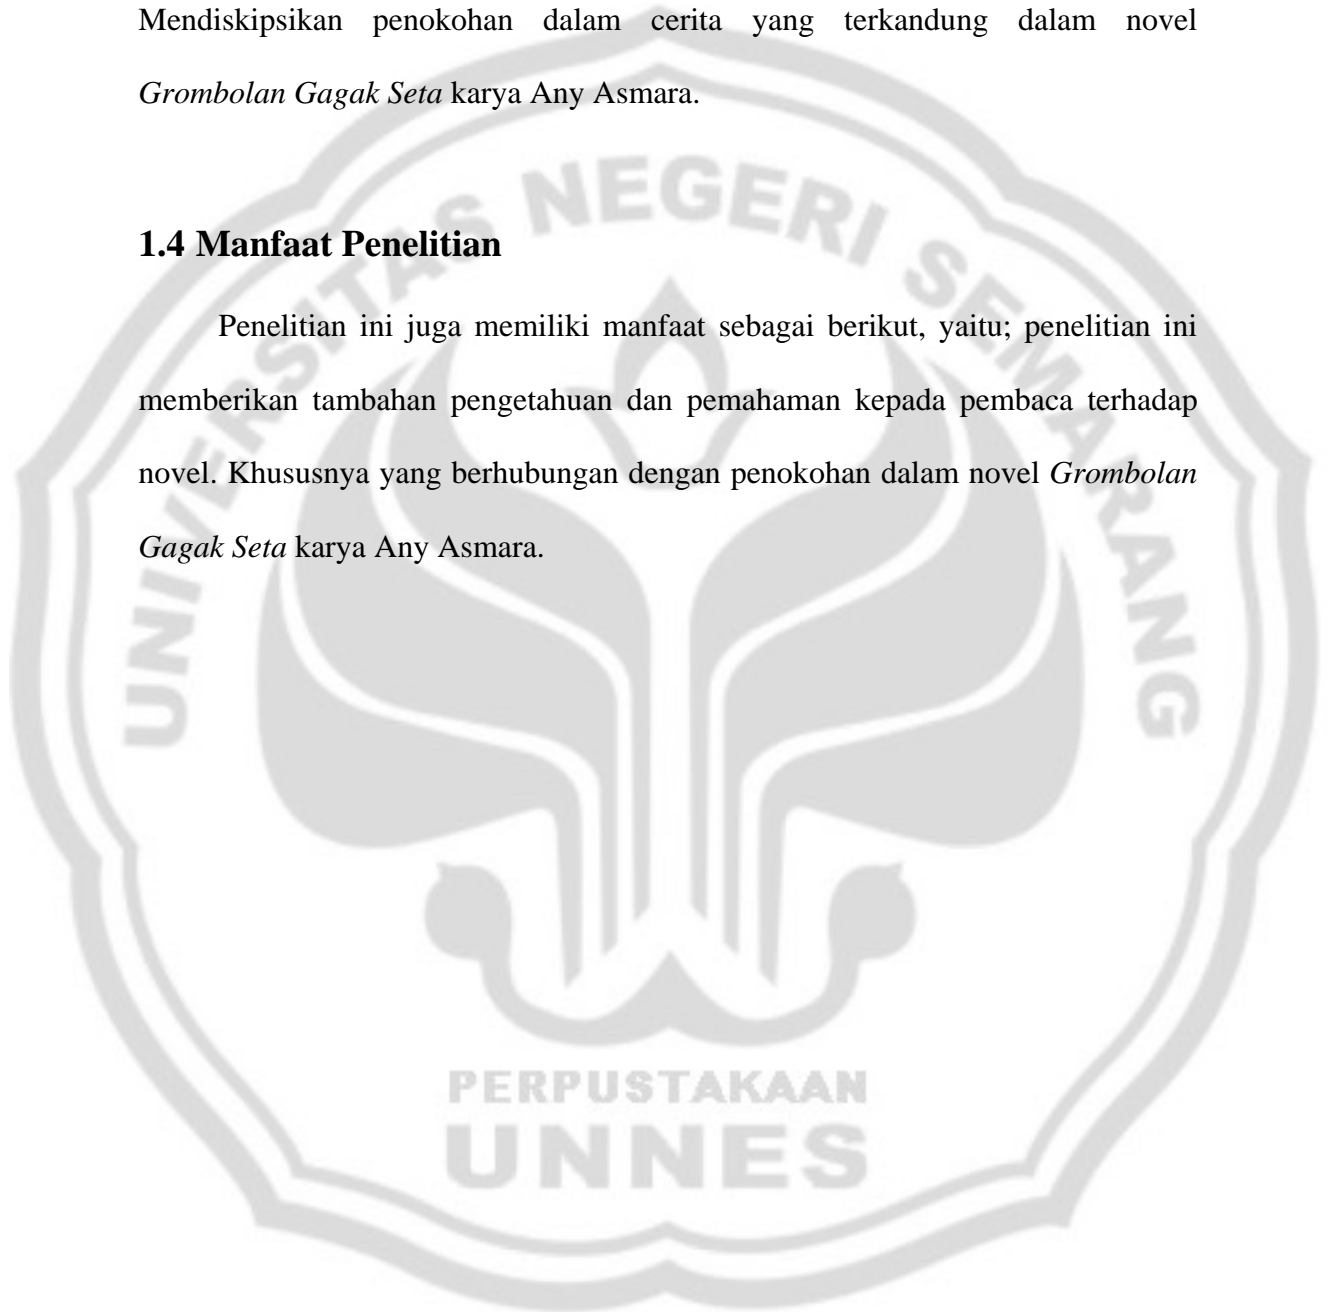 Mendiskipsikan penokohan dalam cerita yang terkandung dalam novel
Grombolan Gagak Seta karya Any Asmara.
1.4 Manfaat Penelitian
Penelitian ini juga memiliki manfaat sebagai berikut, yaitu; penelitian ini
memberikan tambahan pengetahuan dan pemahaman kepada pembaca terhadap
novel. Khususnya yang berhubungan dengan penokohan dalam novel Grombolan
Gagak Seta karya Any Asmara.
UNIVERSITAS NEGERI SEMARANG
PERPUSTAKAAN
UNNES